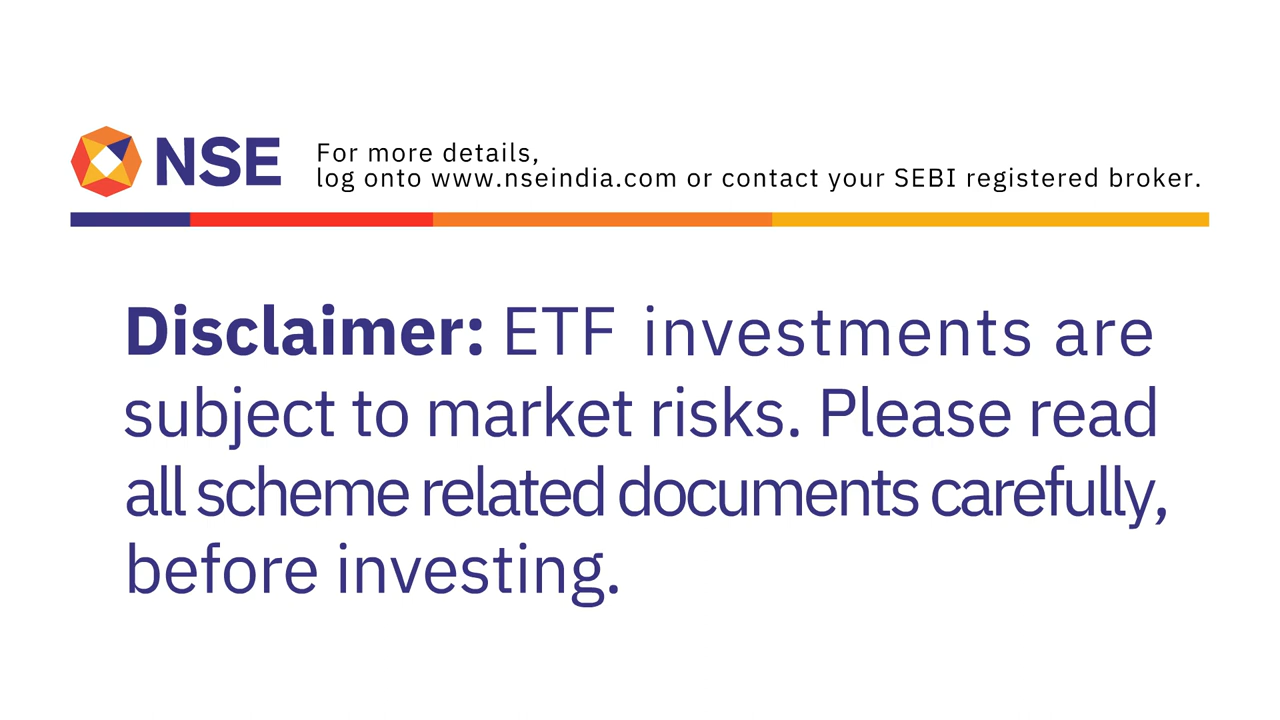 NSE
For more details,
log onto www.nseindia.com or contact your SEBI registered broker.
Disclaimer: ETF investments are
subject to market risks. Please read
all scheme related documents carefully,
before investing.